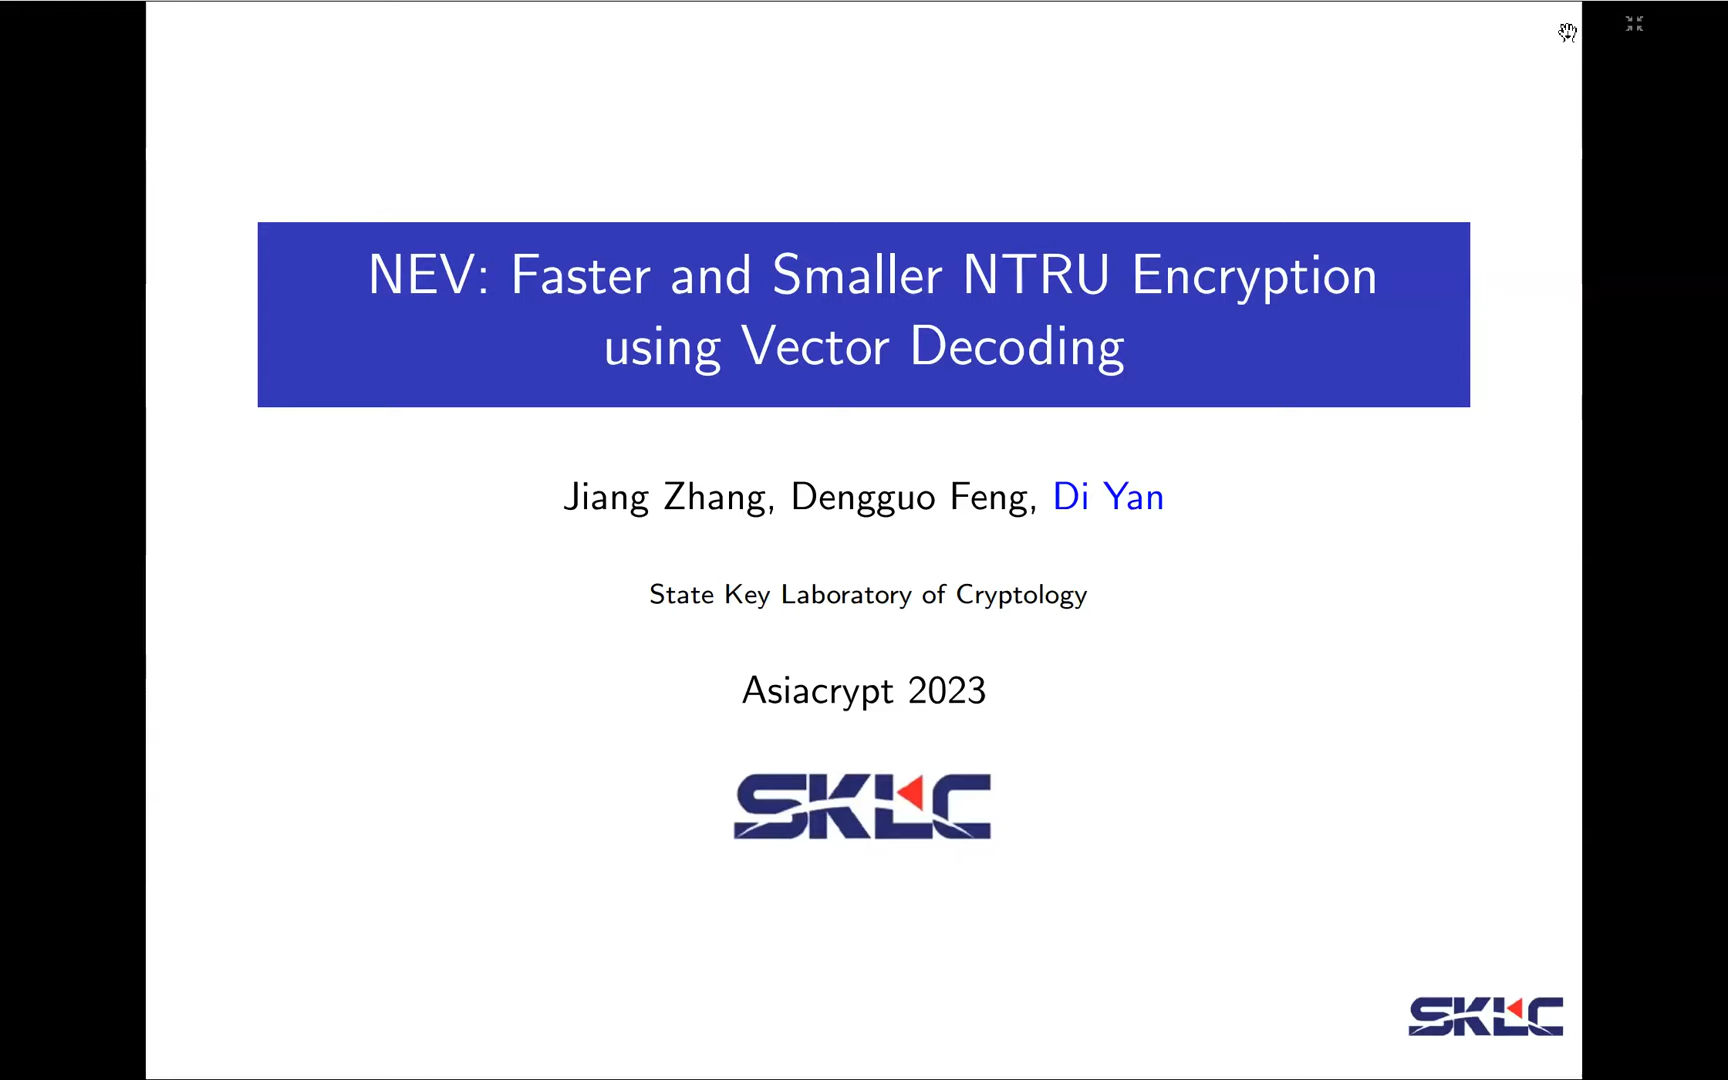 NEV: Faster and Smaller NTRU Encryption
using Vector Decoding
Jiang Zhang, Dengguo Feng, Di Yan
State Key Laboratory of Cryptology
Asiacrypt 2023
SKLC
SKLC